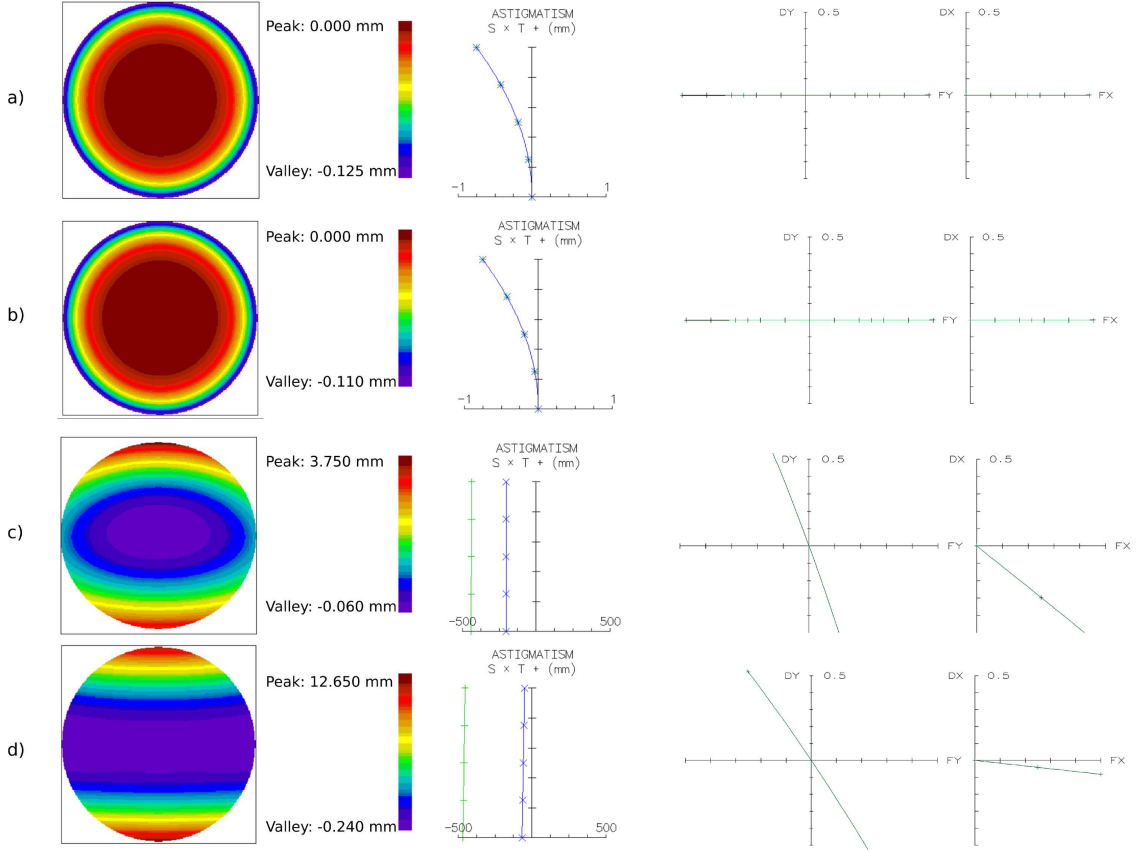 a)
Peak: 0.000 mm
Valley: -0.125 mm
ASTIGMATISM
S × T + (mm)
-1 1
DY 0.5
FY
DX 0.5
FX
b)
Peak: 0.000 mm
Valley: -0.110 mm
ASTIGMATISM
S × T + (mm)
-1 1
DY 0.5
FY
DX 0.5
FX
c)
Peak: 3.750 mm
Valley: -0.060 mm
ASTIGMATISM
S × T + (mm)
-500 500
DY 0.5
FY
DX 0.5
FX
d)
Peak: 12.650 mm
Valley: -0.240 mm
ASTIGMATISM
S × T + (mm)
-500 500
DY 0.5
FY
DX 0.5
FX